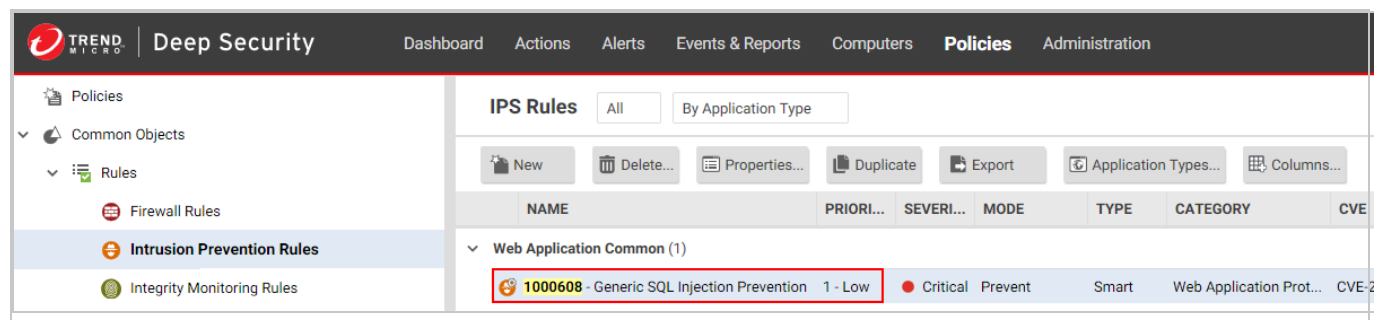 TREND MICRO Deep Security Dashboard Actions Alerts Events & Reports Computers Policies Administration
Policies
Common Objects
Rules
Firewall Rules
Intrusion Prevention Rules
Integrity Monitoring Rules
IPS Rules All By Application Type
New Delete... Properties... Duplicate Export Application Types... Columns...
NAME PRIORI... SEVERI... MODE TYPE CATEGORY CVE
Web Application Common (1)
1000608 - Generic SQL Injection Prevention 1 - Low Critical Prevent Smart Web Application Prot... CVE-2